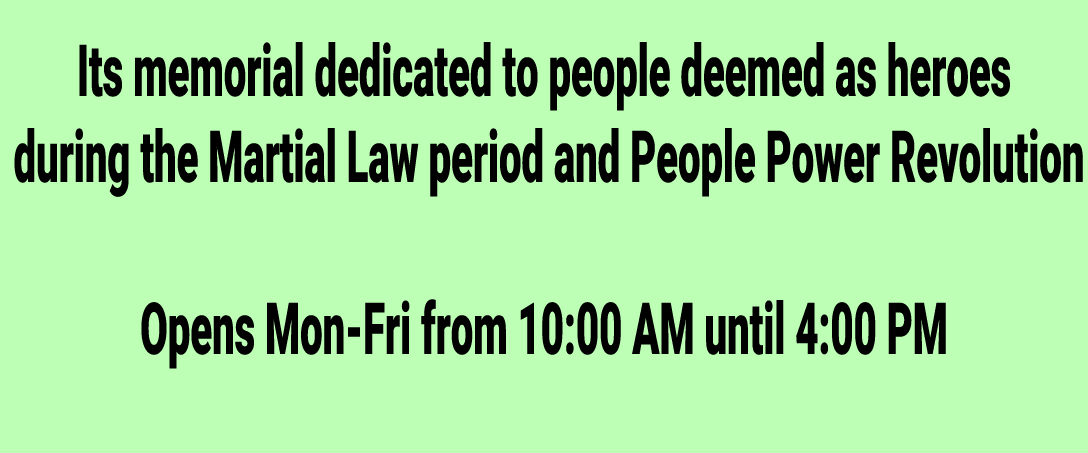 Its memorial dedicated to people deemed as heroes
during the Martial Law period and People Power Revolution
Opens Mon-Fri from 10:00 AM until 4:00 PM